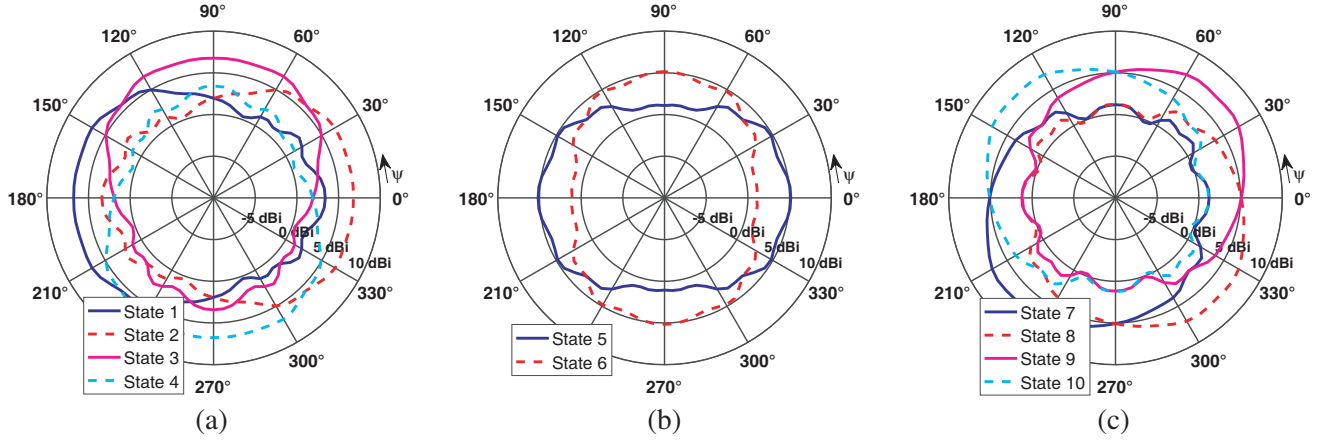 90°
120°
60°
150°
30°
180°
0°
ψ
-5 dBi
0 dBi
5 dBi
10 dBi
210°
330°
300°
270°
State 1
State 2
State 3
State 4
(a)
90°
120°
60°
150°
30°
180°
0°
ψ
-5 dBi
0 dBi
5 dBi
10 dBi
210°
330°
300°
270°
State 5
State 6
(b)
90°
120°
60°
150°
30°
180°
0°
ψ
-5 dBi
0 dBi
5 dBi
10 dBi
210°
330°
300°
270°
State 7
State 8
State 9
State 10
(c)